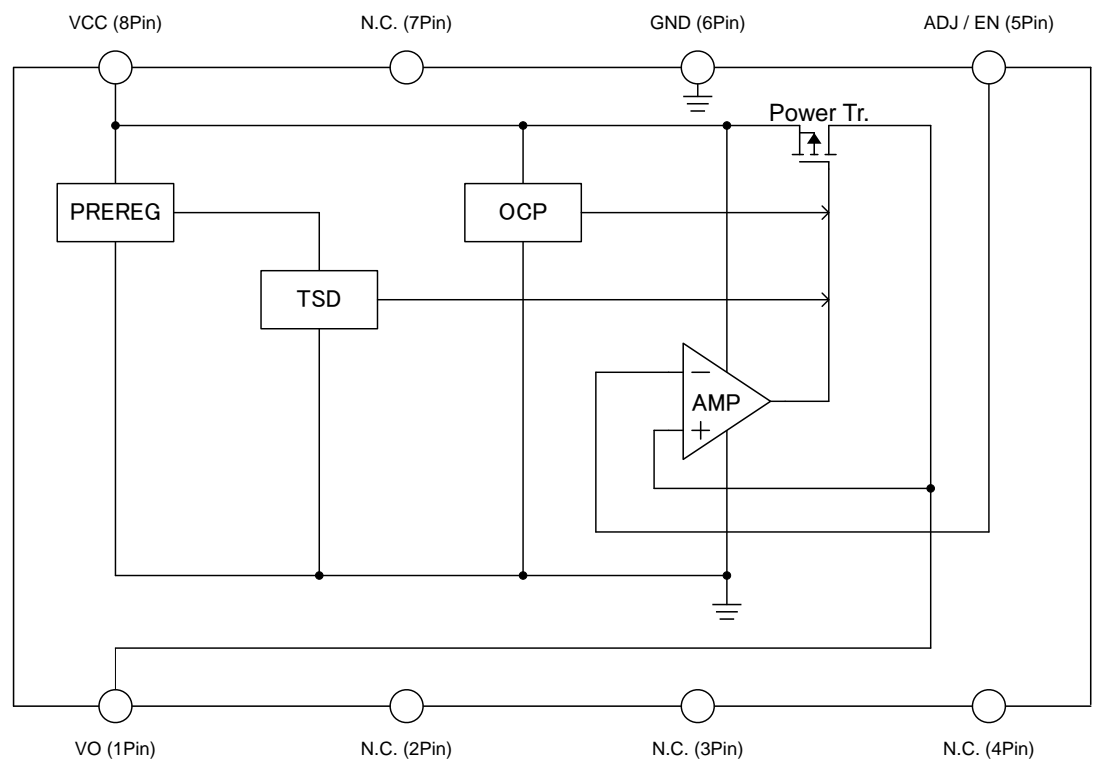 VCC (8Pin)
N.C. (7Pin)
GND (6Pin)
ADJ / EN (5Pin)
Power Tr.
PREREG
OCP
TSD
−
AMP
+
VO (1Pin)
N.C. (2Pin)
N.C. (3Pin)
N.C. (4Pin)